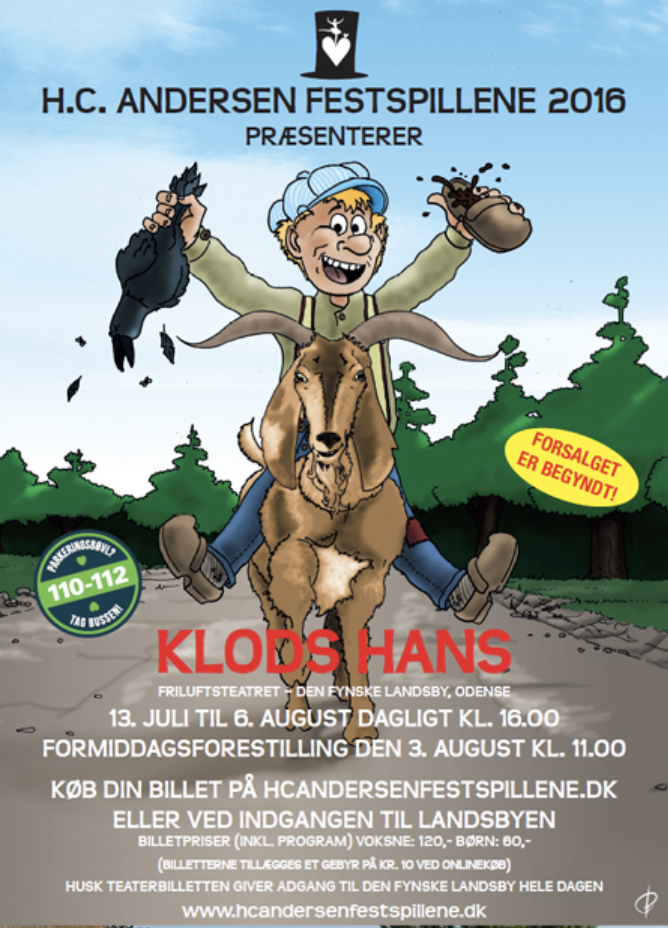 H.C. ANDERSEN FESTSPILLENE 2016
PRÆSENTERER
FORSALGET
ER BEGYNDT!
PARKERINGSBØVL?
110-112
TAG BUSSEN!
KLODS HANS
FRILUFTSTEATRET – DEN FYNSKE LANDSBY, ODENSE
13. JULI TIL 6. AUGUST DAGLIGT KL. 16.00
FORMIDDAGSFORESTILLING DEN 3. AUGUST KL. 11.00
KØB DIN BILLET PÅ HCANDERSENFESTSPILLENE.DK
ELLER VED INDGANGEN TIL LANDSBYEN
BILLETPRISER (INKL. PROGRAM) VOKSNE: 120,- BØRN: 60,-
(BILLETTERNE TILLÆGGES ET GEBYR PÅ KR. 10 VED ONLINEKØB)
HUSK TEATERBILLETTEN GIVER ADGANG TIL DEN FYNSKE LANDSBY HELE DAGEN
www.hcandersenfestspillene.dk